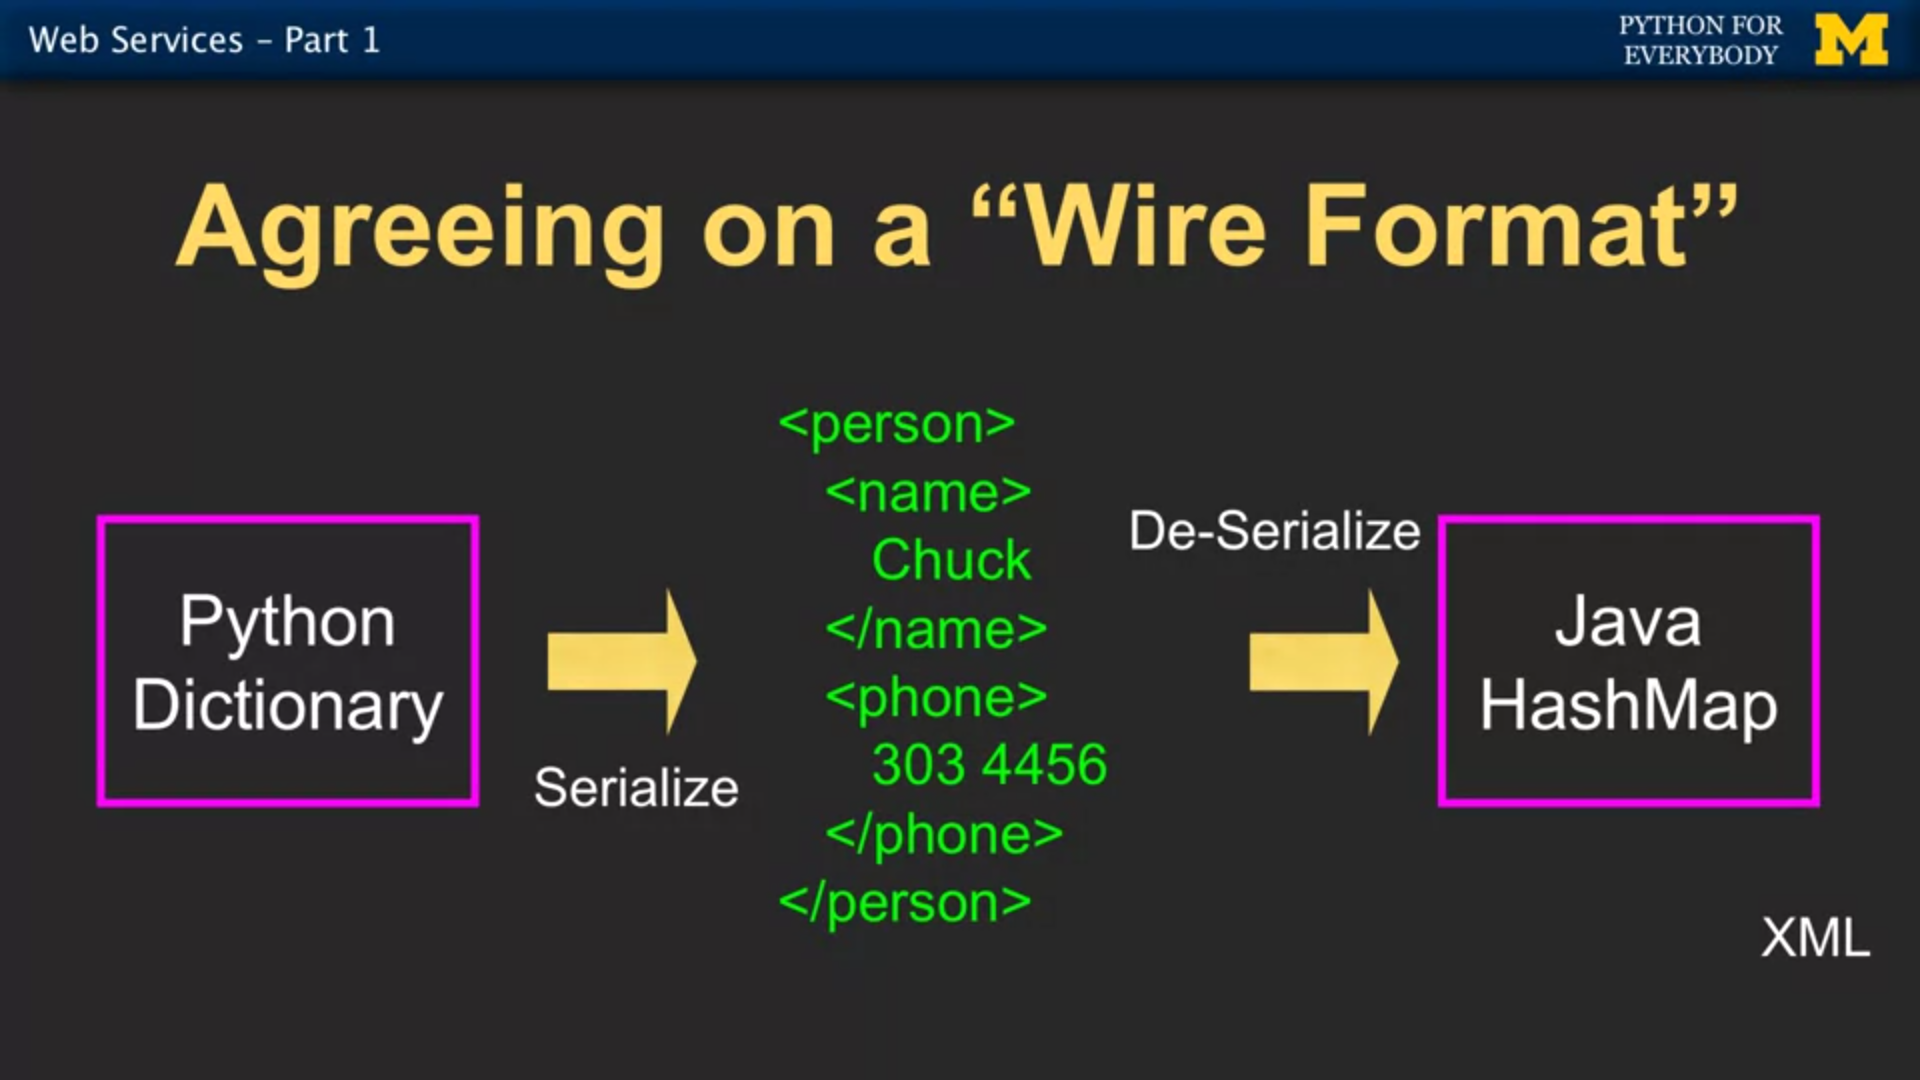 Web Services – Part 1
PYTHON FOR
EVERYBODY
M
Agreeing on a “Wire Format”
Python
Dictionary
Serialize
<person>
<name>
Chuck
</name>
<phone>
303 4456
</phone>
</person>
De-Serialize
Java
HashMap
XML